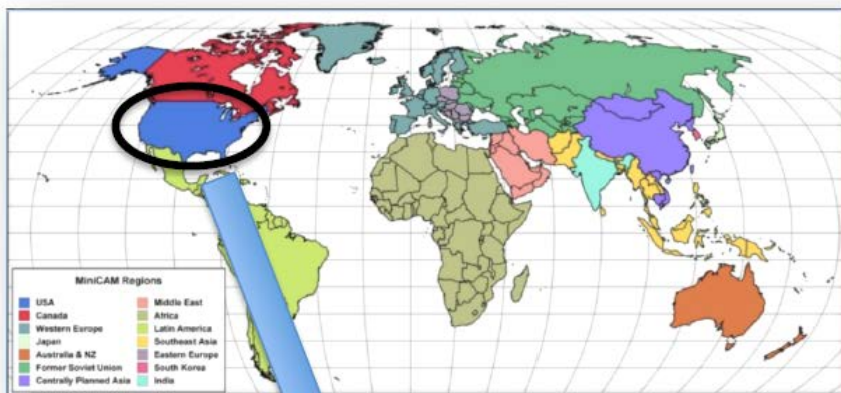 MiniCAM Regions
USA
Canada
Western Europe
Japan
Australia & NZ
Former Soviet Union
Centrally Planned Asia
Middle East
Africa
Latin America
Southeast Asia
Eastern Europe
South Korea
India